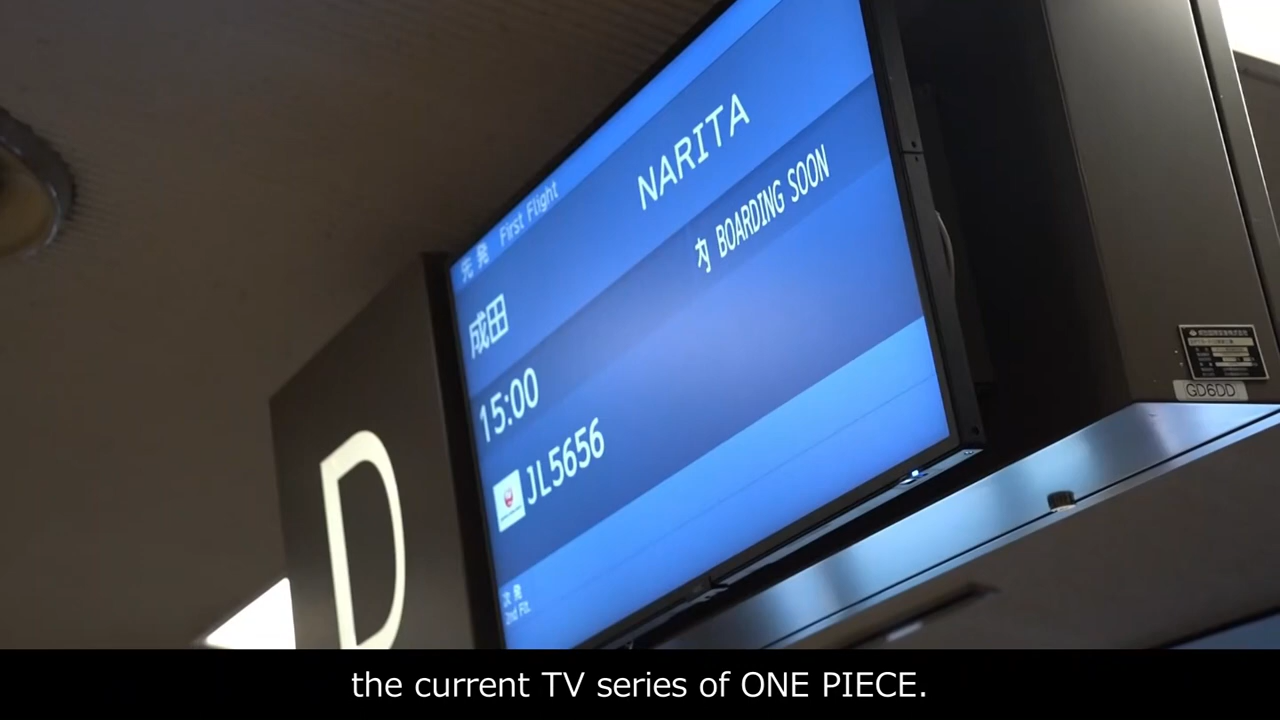 先発 First Flight
成田 NARITA
15:00 BOARDING SOON
JL5656
次発
2nd Flt.
D
GD6DD
the current TV series of ONE PIECE.